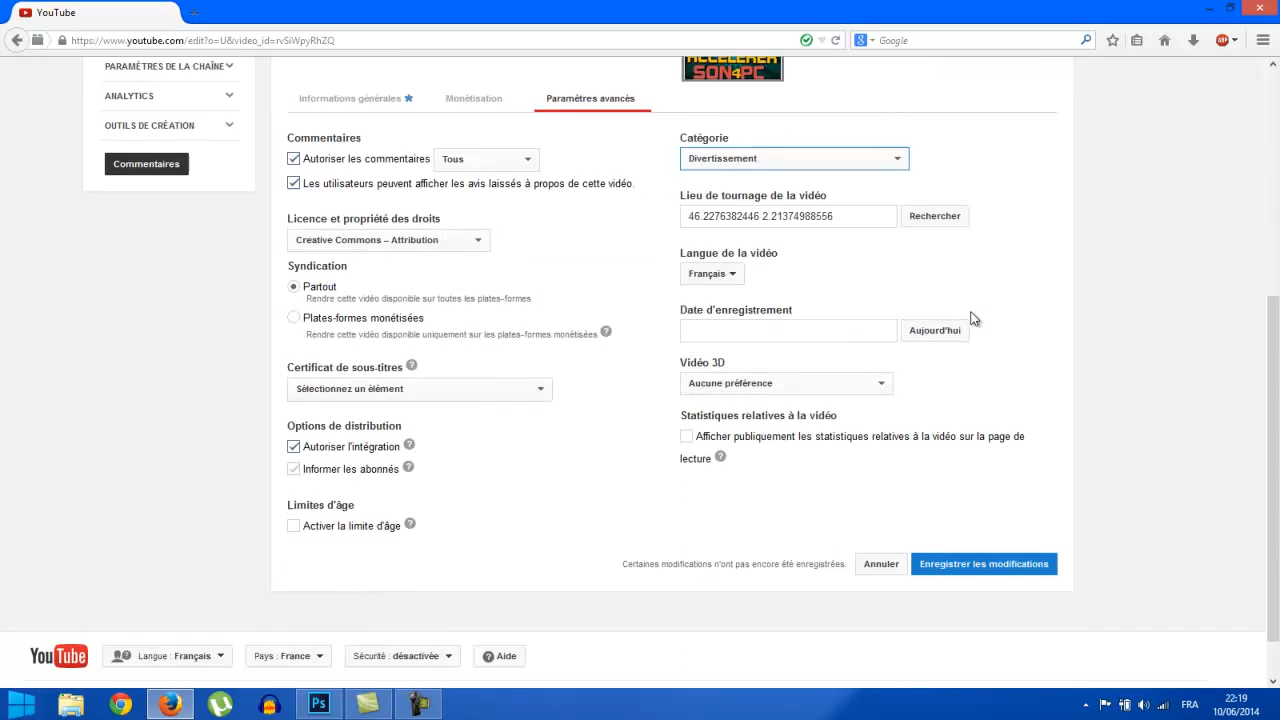 YouTube
https://www.youtube.com/edit?o=U&video_id=rvSiWpyRhZQ
Google
PARAMÈTRES DE LA CHAÎNE
ANALYTICS
OUTILS DE CRÉATION
Commentaires
ACCELERER
SON4PC
Informations générales
Monétisation
Paramètres avancés
Commentaires
Autoriser les commentaires
Tous
Les utilisateurs peuvent afficher les avis laissés à propos de cette vidéo.
Licence et propriété des droits
Creative Commons – Attribution
Syndication
Partout
Rendre cette vidéo disponible sur toutes les plates-formes
Plates-formes monétisées
Rendre cette vidéo disponible uniquement sur les plates-formes monétisées ?
Certificat de sous-titres ?
Sélectionnez un élément
Options de distribution
Autoriser l'intégration ?
Informer les abonnés ?
Limites d'âge
Activer la limite d'âge ?
Catégorie
Divertissement
Lieu de tournage de la vidéo
46.2276382446 2.21374988556
Rechercher
Langue de la vidéo
Français
Date d'enregistrement
Aujourd'hui
Vidéo 3D
Aucune préférence
Statistiques relatives à la vidéo
Afficher publiquement les statistiques relatives à la vidéo sur la page de
lecture ?
Certaines modifications n'ont pas encore été enregistrées.
Annuler
Enregistrer les modifications
YouTube
Langue : Français
Pays : France
Sécurité : désactivée
? Aide
Ps
FRA
22:19
10/06/2014